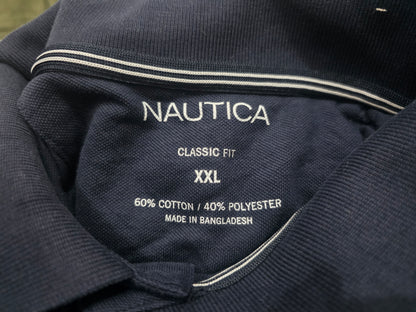 NAUTICA
CLASSIC FIT
XXL
60% COTTON / 40% POLYESTER
MADE IN BANGLADESH